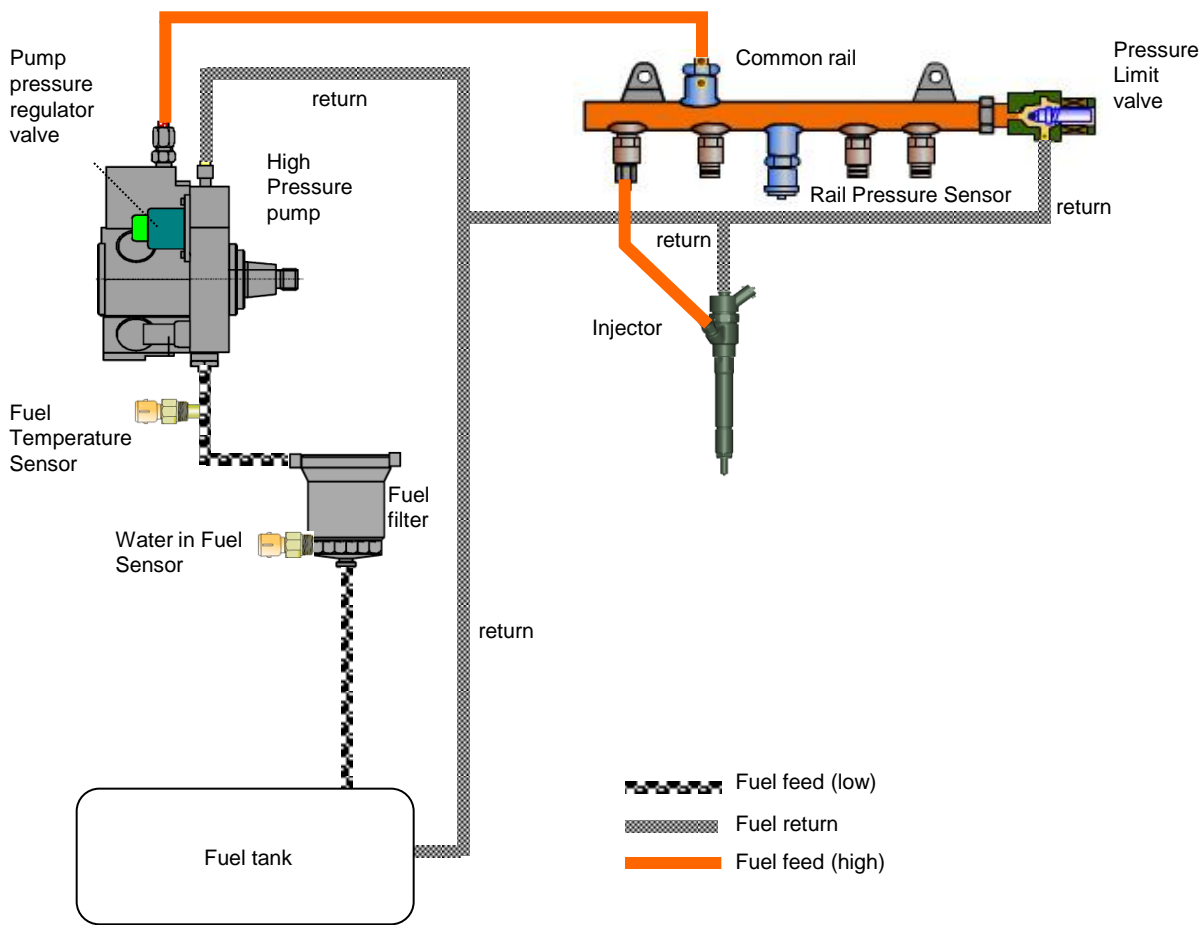 Pump
pressure
regulator
valve
return
Common rail
Pressure
Limit
valve
High
Pressure
pump
Rail Pressure Sensor
return
return
Injector
Fuel
Temperature
Sensor
Fuel
filter
Water in Fuel
Sensor
return
Fuel feed (low)
Fuel return
Fuel feed (high)
Fuel tank